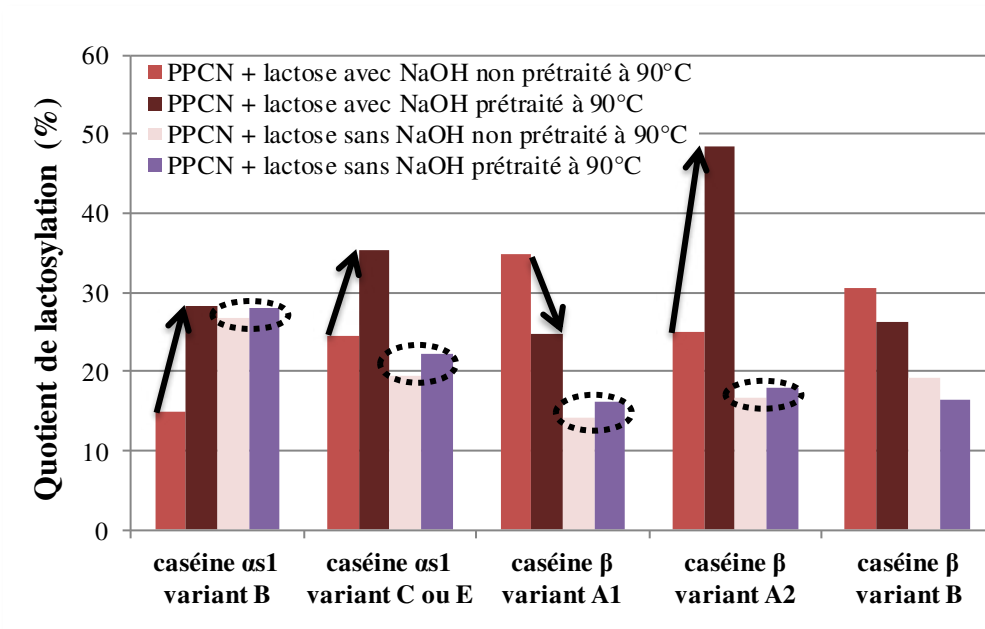 60
PPCN + lactose avec NaOH non prétraité à 90°C
PPCN + lactose avec NaOH prétraité à 90°C
50
PPCN + lactose sans NaOH non prétraité à 90°C
PPCN + lactose sans NaOH prétraité à 90°C
40
30
20
10
0
Quotient de lactosylation (%)
caséine αs1
variant B
caséine αs1
variant C ou E
caséine β
variant A1
caséine β
variant A2
caséine β
variant B